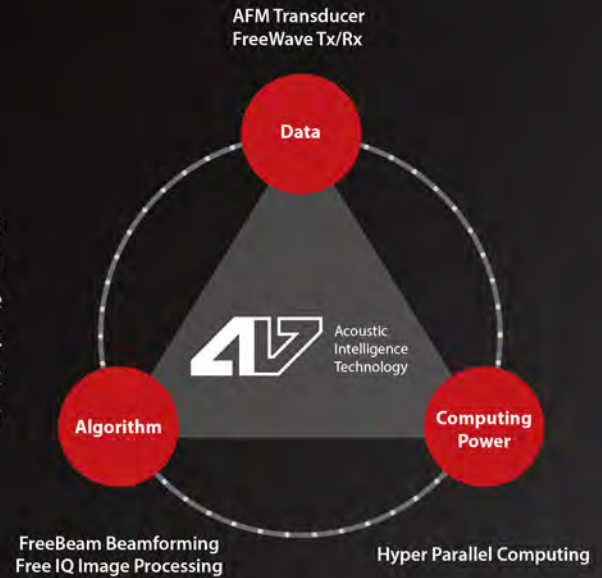 AFM Transducer
FreeWave Tx/Rx
Data
Acoustic
Intelligence
Technology
Algorithm
Computing
Power
FreeBeam Beamforming
Free IQ Image Processing
Hyper Parallel Computing